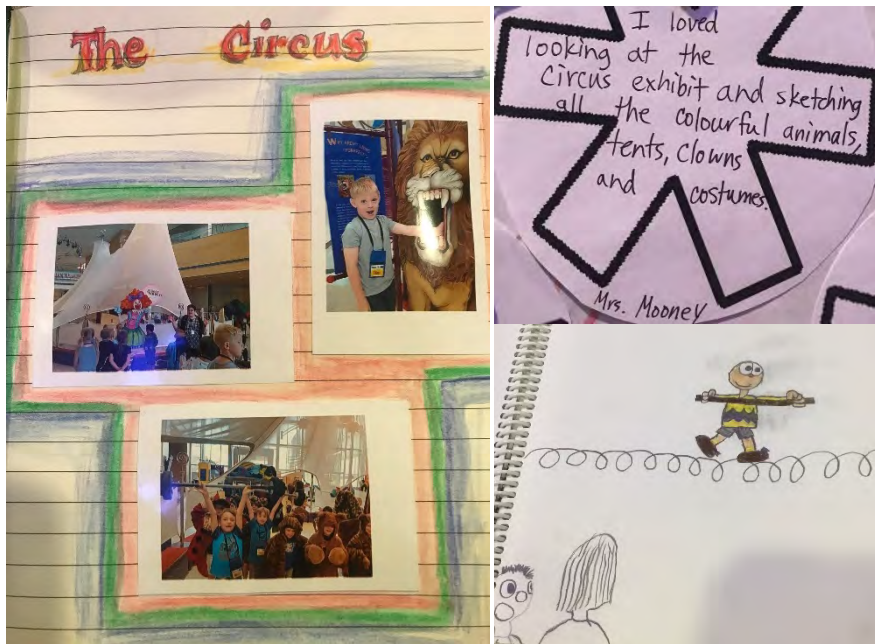 The Circus
I loved
looking at the
circus exhibit and sketching
all the colourful animals,
tents, clowns
and costumes.
Mrs. Mooney